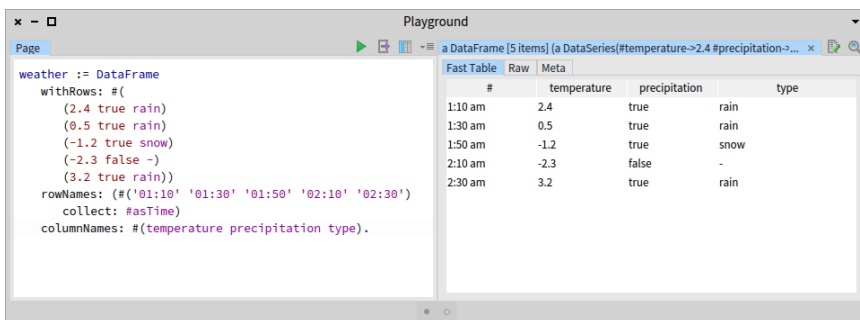 Playground
Page
weather := DataFrame
withRows: #(
(2.4 true rain)
(0.5 true rain)
(-1.2 true snow)
(-2.3 false -)
(3.2 true rain))
rowNames: (#('01:10' '01:30' '01:50' '02:10' '02:30')
collect: #asTime)
columnNames: #(temperature precipitation type).
a DataFrame [5 items] (a DataSeries(#temperature->2.4 #precipitation->...
Fast Table Raw Meta
# temperature precipitation type
1:10 am 2.4 true rain
1:30 am 0.5 true rain
1:50 am -1.2 true snow
2:10 am -2.3 false -
2:30 am 3.2 true rain